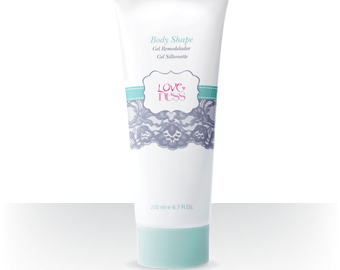 Body Shape
Gel Remodelador
Gel Silhouette
LOVE
NESS
200 ml e 6.7 fl.Oz.